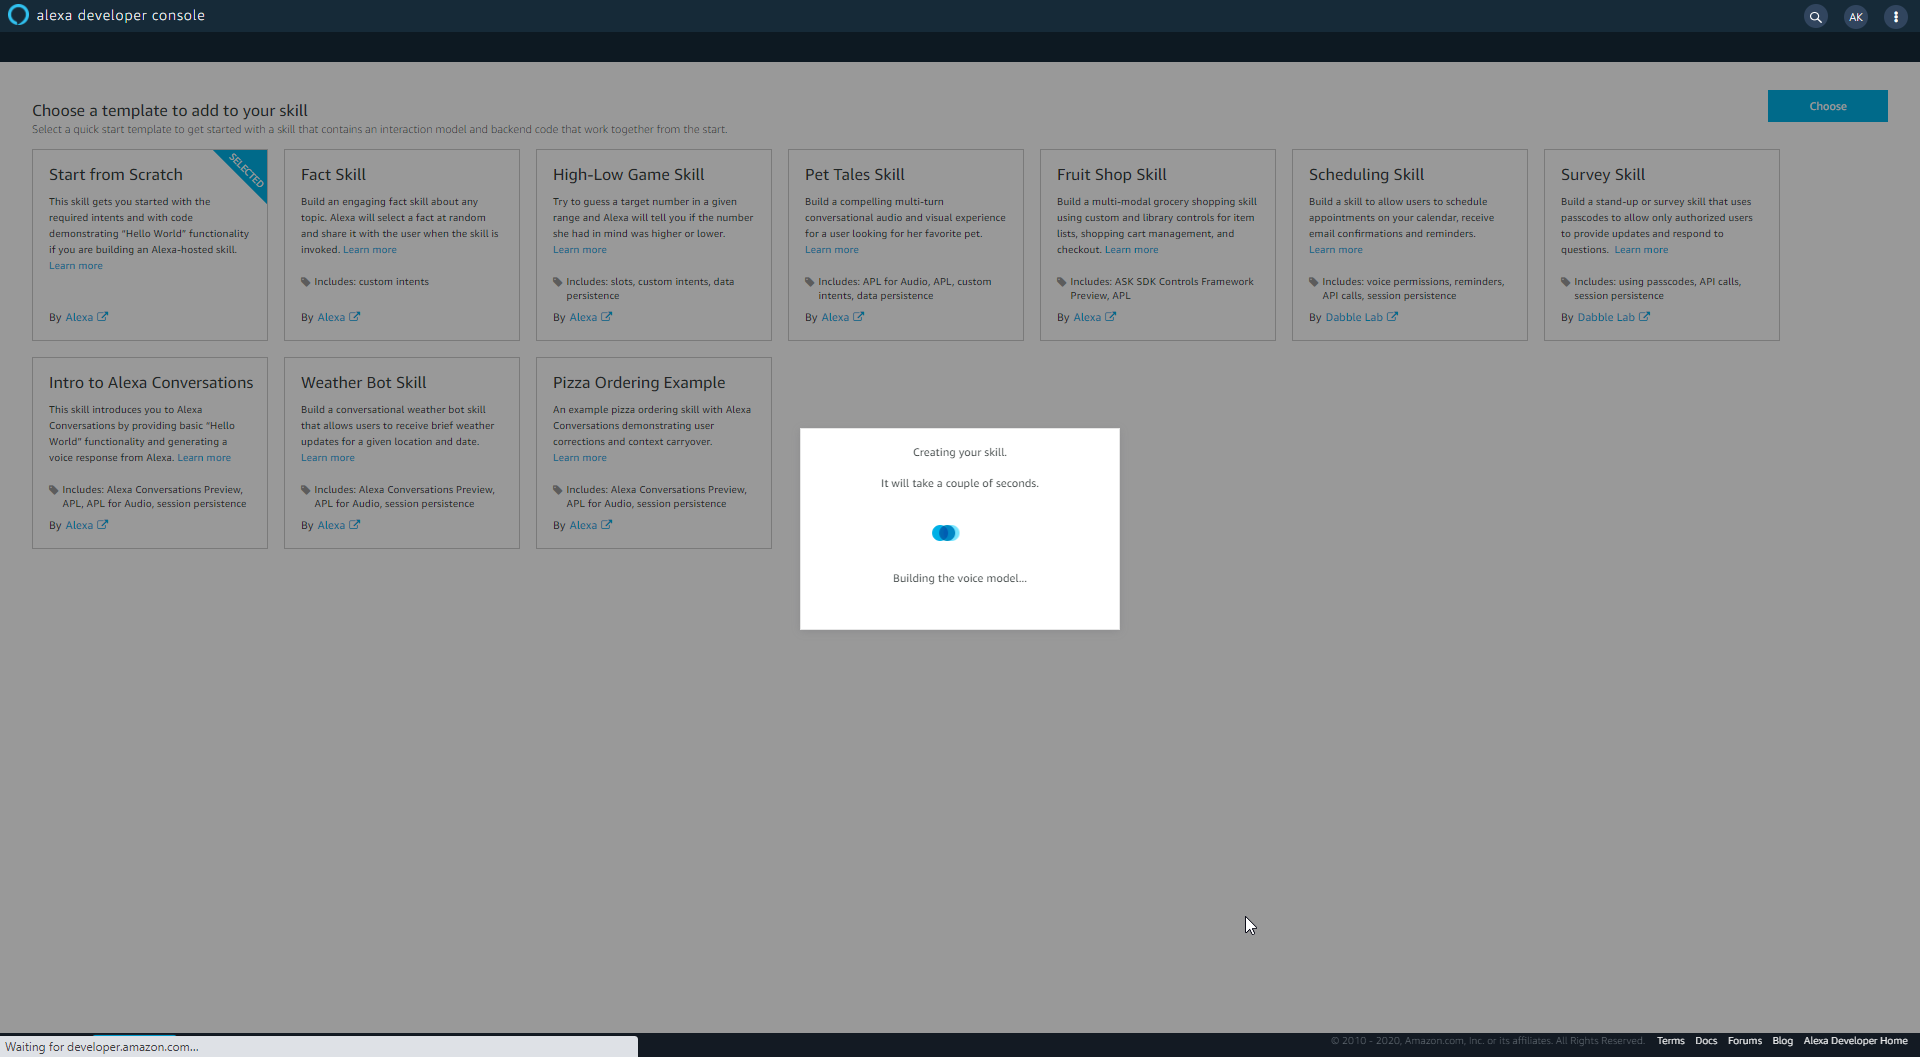 alexa developer console
AK
Choose a template to add to your skill
Select a quick start template to get started with a skill that contains an interaction model and backend code that work together from the start.
Choose
SELECTED
Start from Scratch
This skill gets you started with the
required intents and with code
demonstrating “Hello World” functionality
if you are building an Alexa-hosted skill.
Learn more
By Alexa
Fact Skill
Build an engaging fact skill about any
topic. Alexa will select a fact at random
and share it with the user when the skill is
invoked. Learn more
Includes: custom intents
By Alexa
High-Low Game Skill
Try to guess a target number in a given
range and Alexa will tell you if the number
she had in mind was higher or lower.
Learn more
Includes: slots, custom intents, data
persistence
By Alexa
Pet Tales Skill
Build a compelling multi-turn
conversational audio and visual experience
for a user looking for her favorite pet.
Learn more
Includes: APL for Audio, APL, custom
intents, data persistence
By Alexa
Fruit Shop Skill
Build a multi-modal grocery shopping skill
using custom and library controls for item
lists, shopping cart management, and
checkout. Learn more
Includes: ASK SDK Controls Framework
Preview, APL
By Alexa
Scheduling Skill
Build a skill to allow users to schedule
appointments on your calendar, receive
email confirmations and reminders.
Learn more
Includes: voice permissions, reminders,
API calls, session persistence
By Dabble Lab
Survey Skill
Build a stand-up or survey skill that uses
passcodes to allow only authorized users
to provide updates and respond to
questions. Learn more
Includes: using passcodes, API calls,
session persistence
By Dabble Lab
Intro to Alexa Conversations
This skill introduces you to Alexa
Conversations by providing basic “Hello
World” functionality and generating a
voice response from Alexa. Learn more
Includes: Alexa Conversations Preview,
APL, APL for Audio, session persistence
By Alexa
Weather Bot Skill
Build a conversational weather bot skill
that allows users to receive brief weather
updates for a given location and date.
Learn more
Includes: Alexa Conversations Preview,
APL for Audio, session persistence
By Alexa
Pizza Ordering Example
An example pizza ordering skill with Alexa
Conversations demonstrating user
corrections and context carryover.
Learn more
Includes: Alexa Conversations Preview,
APL for Audio, session persistence
By Alexa
Creating your skill.
It will take a couple of seconds.
Building the voice model...
Waiting for developer.amazon.com...
© 2010 - 2020, Amazon.com, Inc. or its affiliates. All Rights Reserved. Terms Docs Forums Blog Alexa Developer Home